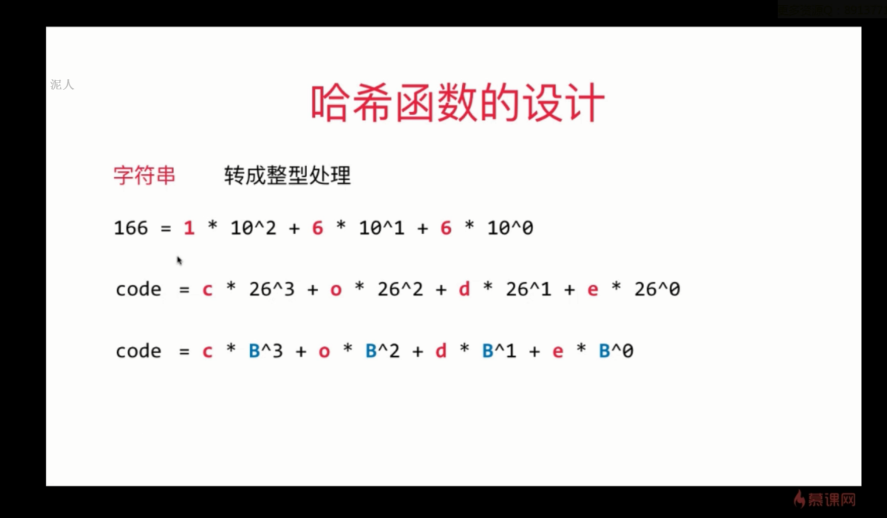 泥人
哈希函数的设计
字符串 转成整型处理
166 = 1 * 10^2 + 6 * 10^1 + 6 * 10^0
code = c * 26^3 + o * 26^2 + d * 26^1 + e * 26^0
code = c * B^3 + o * B^2 + d * B^1 + e * B^0
慕课网